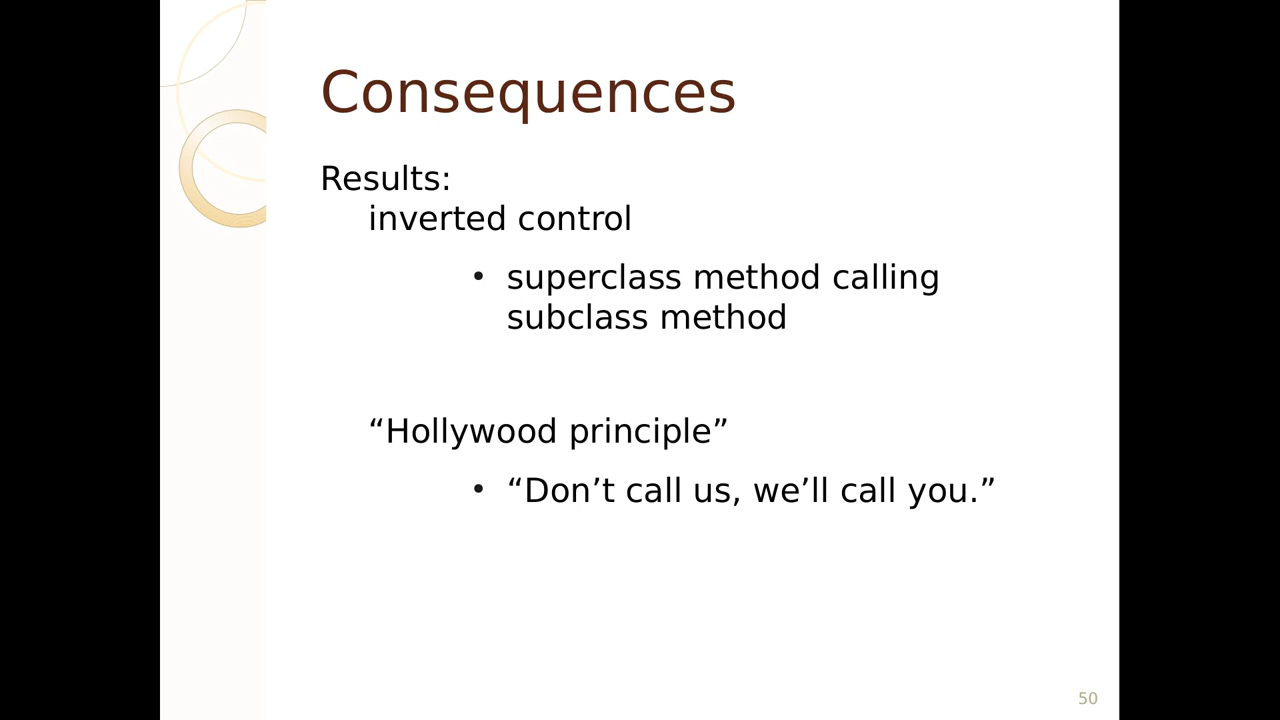 Consequences
Results:
inverted control
• superclass method calling
subclass method
“Hollywood principle”
• “Don’t call us, we’ll call you.”
50